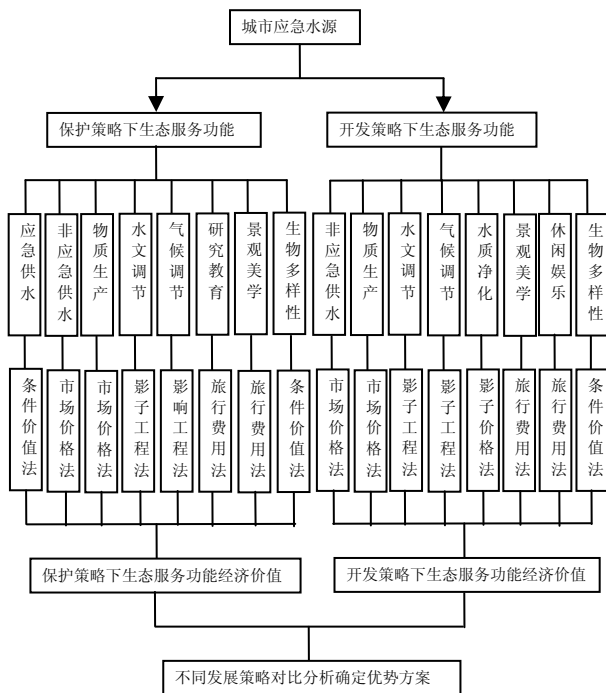 城市应急水源
保护策略下生态服务功能
开发策略下生态服务功能
应急供水
非应急供水
物质生产
水文调节
气候调节
研究教育
景观美学
生物多样性
非应急供水
物质生产
水文调节
气候调节
水质净化
景观美学
休闲娱乐
生物多样性
条件价值法
市场价格法
市场价格法
影子工程法
影响工程法
旅行费用法
旅行费用法
条件价值法
市场价格法
市场价格法
影子工程法
影子工程法
影子价格法
旅行费用法
旅行费用法
条件价值法
保护策略下生态服务功能经济价值
开发策略下生态服务功能经济价值
不同发展策略对比分析确定优势方案